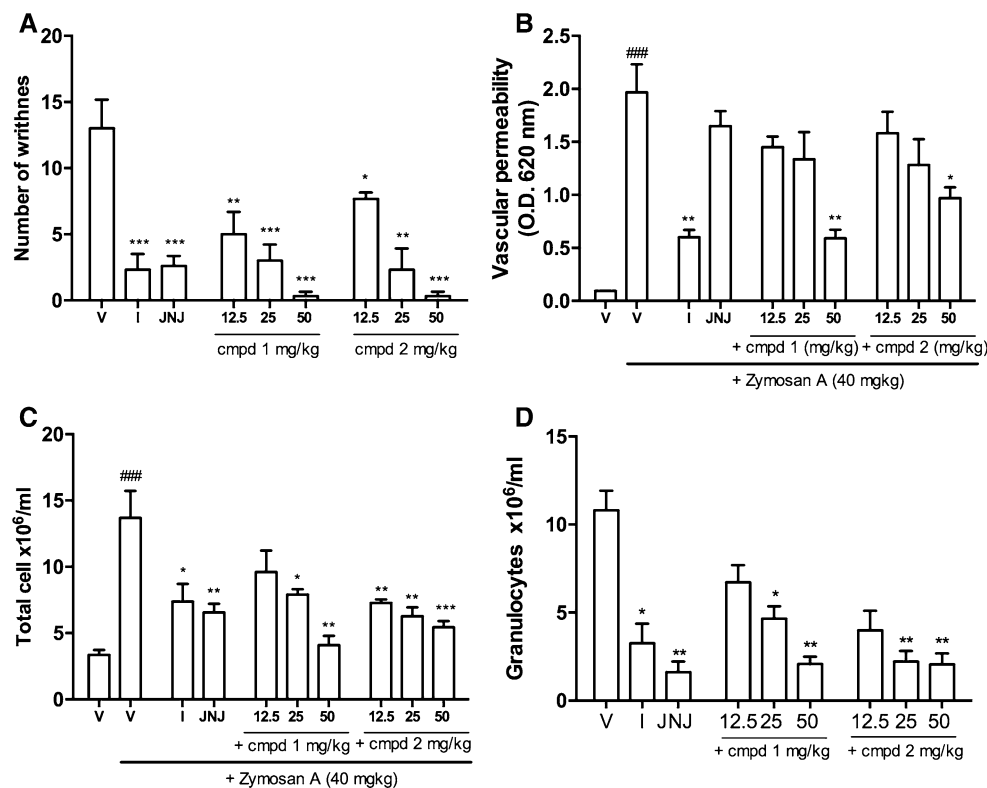 A
20
15
10
5
0
Number of writhnes
*** *** ** *** *** * ** ***
V I JNJ 12.5 25 50 12.5 25 50
cmpd 1 mg/kg cmpd 2 mg/kg
B
2.5
2.0
1.5
1.0
0.5
0.0
Vascular permeability
(O.D. 620 nm)
### ** ** *
V V I JNJ 12.5 25 50 12.5 25 50
+ cmpd 1 (mg/kg) + cmpd 2 (mg/kg)
+ Zymosan A (40 mgkg)
C
20
15
10
5
0
Total cell x10⁶/ml
### * ** * ** ** ** ***
V V I JNJ 12.5 25 50 12.5 25 50
+ cmpd 1 mg/kg + cmpd 2 mg/kg
+ Zymosan A (40 mgkg)
D
15
10
5
0
Granulocytes x10⁶/ml
* ** * ** ** **
V I JNJ 12.5 25 50 12.5 25 50
+ cmpd 1 mg/kg + cmpd 2 mg/kg